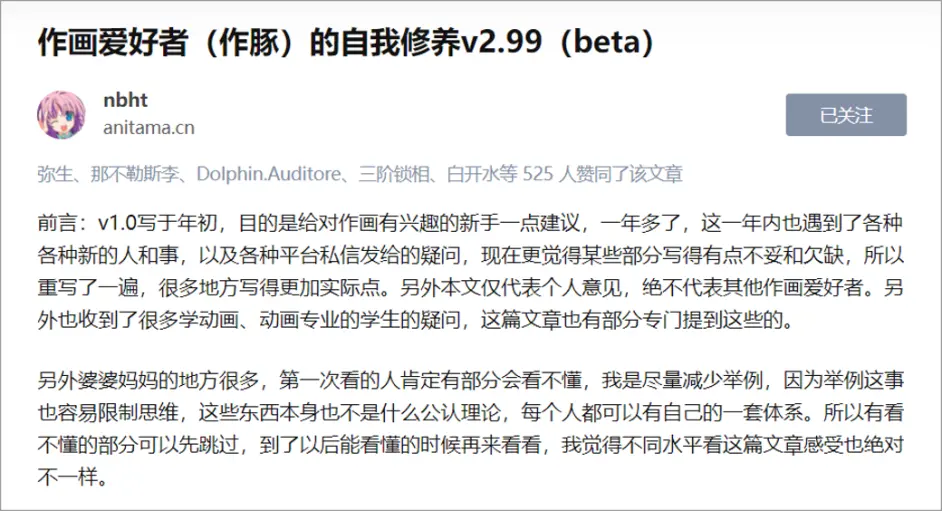 作画爱好者（作豚）的自我修养v2.99（beta）
nbht
anitama.cn
已关注
弥生、那不勒斯李、Dolphin.Auditore、三阶锁相、白开水等 525 人赞同了该文章
前言：v1.0写于年初，目的是给对作画有兴趣的新手一点建议，一年多了，这一年内也遇到了各种
各种新的人和事，以及各种平台私信发给的疑问，现在更觉得某些部分写得有点不妥和欠缺，所以
重写了一遍，很多地方写得更加实际点。另外本文仅代表个人意见，绝不代表其他作画爱好者。另
外也收到了很多学动画、动画专业的学生的疑问，这篇文章也有部分专门提到这些的。
另外婆婆妈妈的地方很多，第一次看的人肯定有部分会看不懂，我是尽量减少举例，因为举例这事
也容易限制思维，这些东西本身也不是什么公认理论，每个人都可以有自己的一套体系。所以有看
不懂的部分可以先跳过，到了以后能看懂的时候再来看看，我觉得不同水平看这篇文章感受也绝对
不一样。